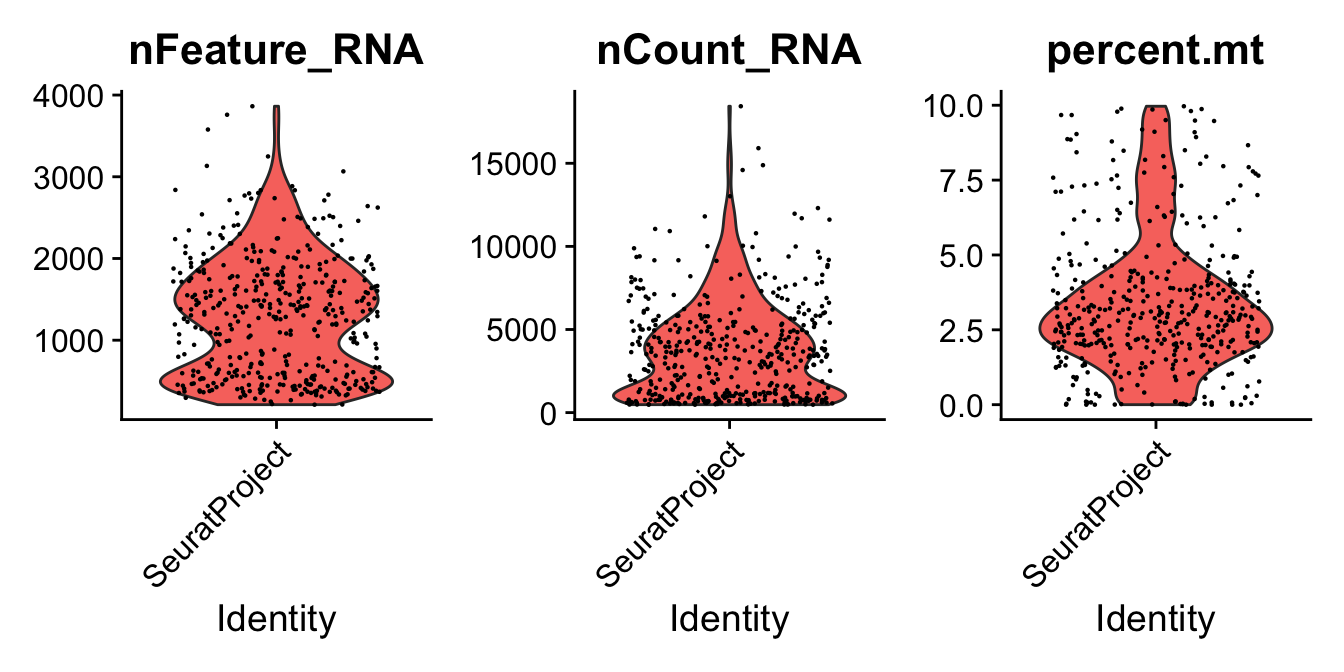 nFeature_RNA
4000
3000
2000
1000
SeuratProject
Identity
nCount_RNA
15000
10000
5000
0
SeuratProject
Identity
percent.mt
10.0
7.5
5.0
2.5
0.0
SeuratProject
Identity